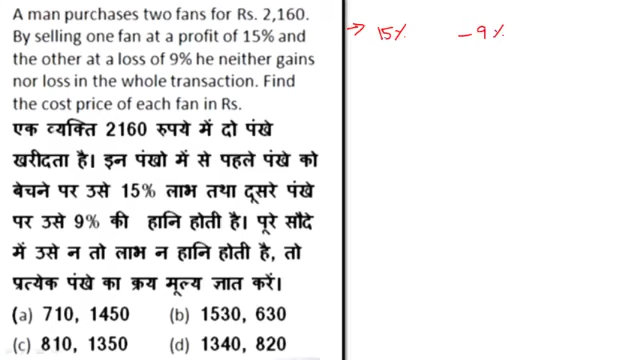 A man purchases two fans for Rs. 2,160.
By selling one fan at a profit of 15% and
the other at a loss of 9% he neither gains
nor loss in the whole transaction. Find
the cost price of each fan in Rs.
एक व्यक्ति 2160 रुपये में दो पंखे
खरीदता है। इन पंखो में से पहले पंखे को
बेचने पर उसे 15% लाभ तथा दूसरे पंखे
पर उसे 9% की हानि होती है। पूरे सौदे
में उसे न तो लाभ न हानि होती है, तो
प्रत्येक पंखे का क्रय मूल्य ज्ञात करें।
(a) 710, 1450 (b) 1530, 630
(c) 810, 1350 (d) 1340, 820
→ 15% -9%